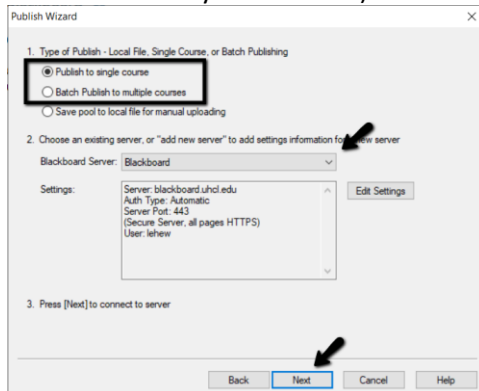 Publish Wizard
1. Type of Publish - Local File, Single Course, or Batch Publishing
Publish to single course
Batch Publish to multiple courses
Save pool to local file for manual uploading
2. Choose an existing server, or "add new server" to add settings information for new server
Blackboard Server: Blackboard
Settings: Server: blackboard.uhcl.edu Edit Settings
Auth Type: Automatic
Server Port: 443
(Secure Server, all pages HTTPS)
User: lehew
3. Press [Next] to connect to server
Back Next Cancel Help